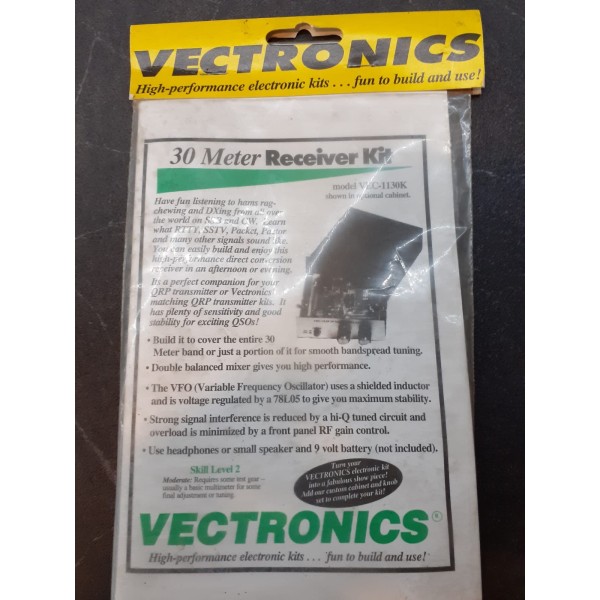 VECTRONICS
High-performance electronic kits . . . fun to build and use!
30 Meter Receiver Kit
model VEC-1130K
shown in optional cabinet.
Have fun listening to hams rag-
chewing and DXing from all over
the world on SSB and CW. Learn
what RTTY, SSTV, Packet, Pactor
and many other signals sound like.
You can easily build and enjoy this
high-performance direct conversion
receiver in an afternoon or evening.
Its a perfect companion for your
QRP transmitter or Vectronics'
matching QRP transmitter kits. It
has plenty of sensitivity and good
stability for exciting QSOs!
• Build it to cover the entire 30
Meter band or just a portion of it for smooth bandspread tuning.
• Double balanced mixer gives you high performance.
• The VFO (Variable Frequency Oscillator) uses a shielded inductor
and is voltage regulated by a 78L05 to give you maximum stability.
• Strong signal interference is reduced by a hi-Q tuned circuit and
overload is minimized by a front panel RF gain control.
• Use headphones or small speaker and 9 volt battery (not included).
Skill Level 2
Moderate: Requires some test gear –
usually a basic multimeter for some
final adjustment or tuning.
Turn your
VECTRONICS electronic kit
into a fabulous show piece!
Add our custom cabinet and knob
set to complete your kit!
VECTRONICS®
High-performance electronic kits . . . fun to build and use!